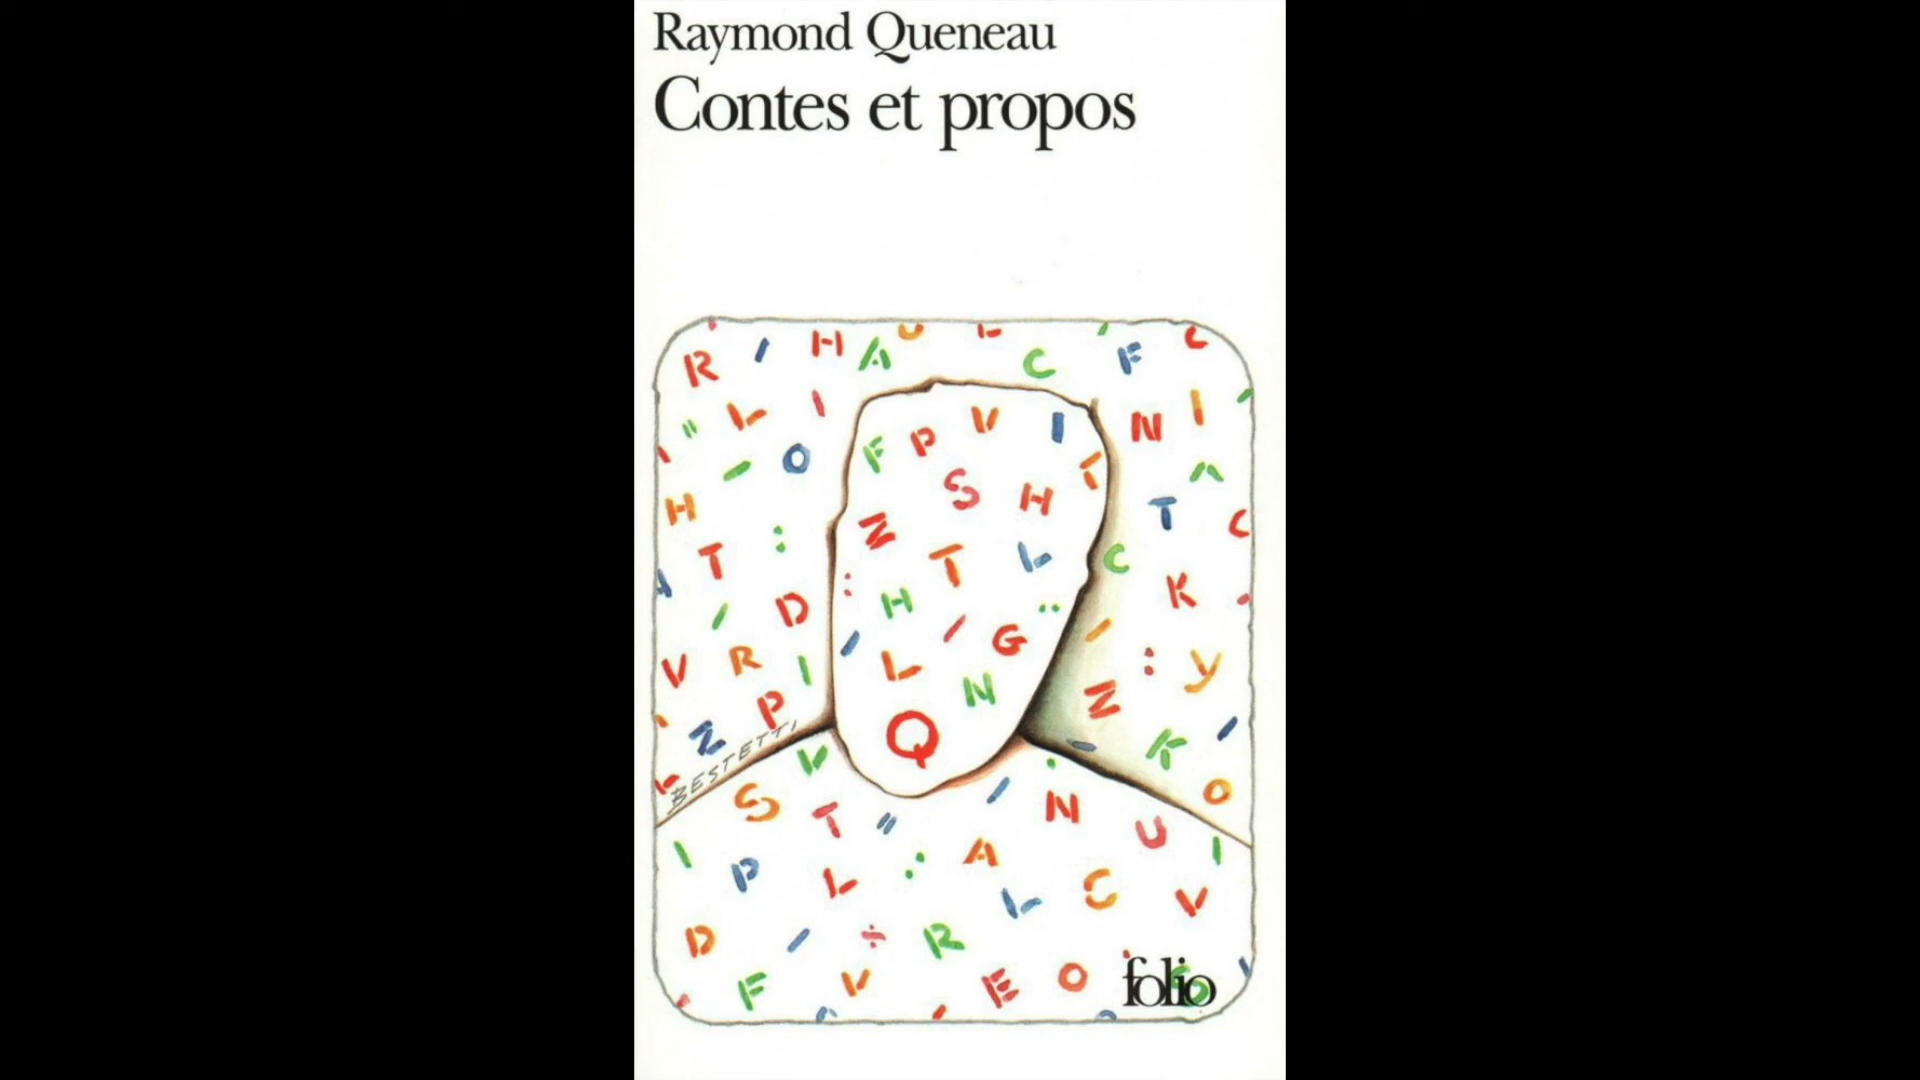 Raymond Queneau
Contes et propos
R I H A U L C F C
L I N I
O F P V I
S H T
H Z T C
T T L C
D H K
V R I L G Y
P N Z
Z Q K
BESTETTI
V O
S T N U
I P L A I
L C V
D R
F V E O S
folio